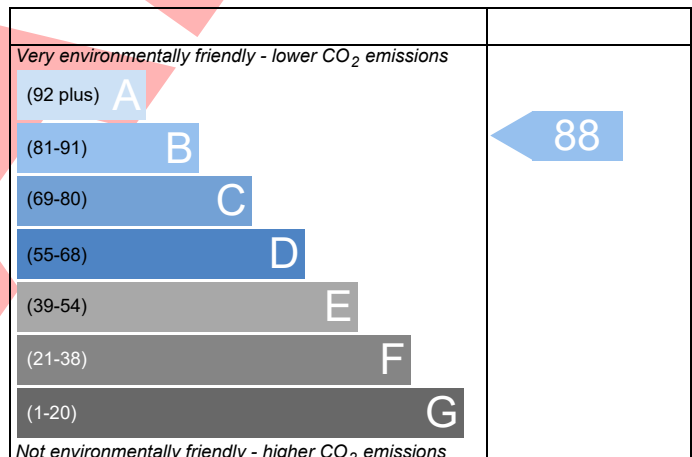 Very environmentally friendly - lower CO2 emissions
(92 plus) A
(81-91) B
88
(69-80) C
(55-68) D
(39-54) E
(21-38) F
(1-20) G
Not environmentally friendly - higher CO2 emissions